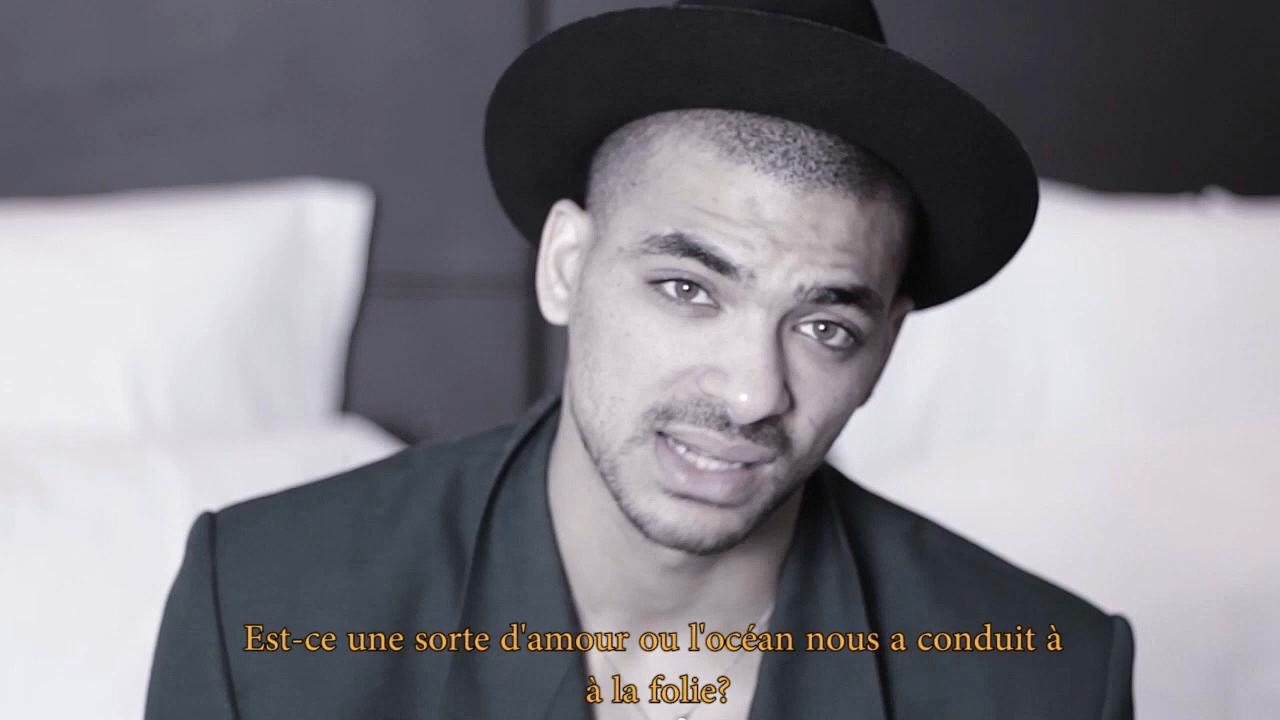 Est-ce une sorte d'amour ou l'océan nous a conduit à
à la folie?